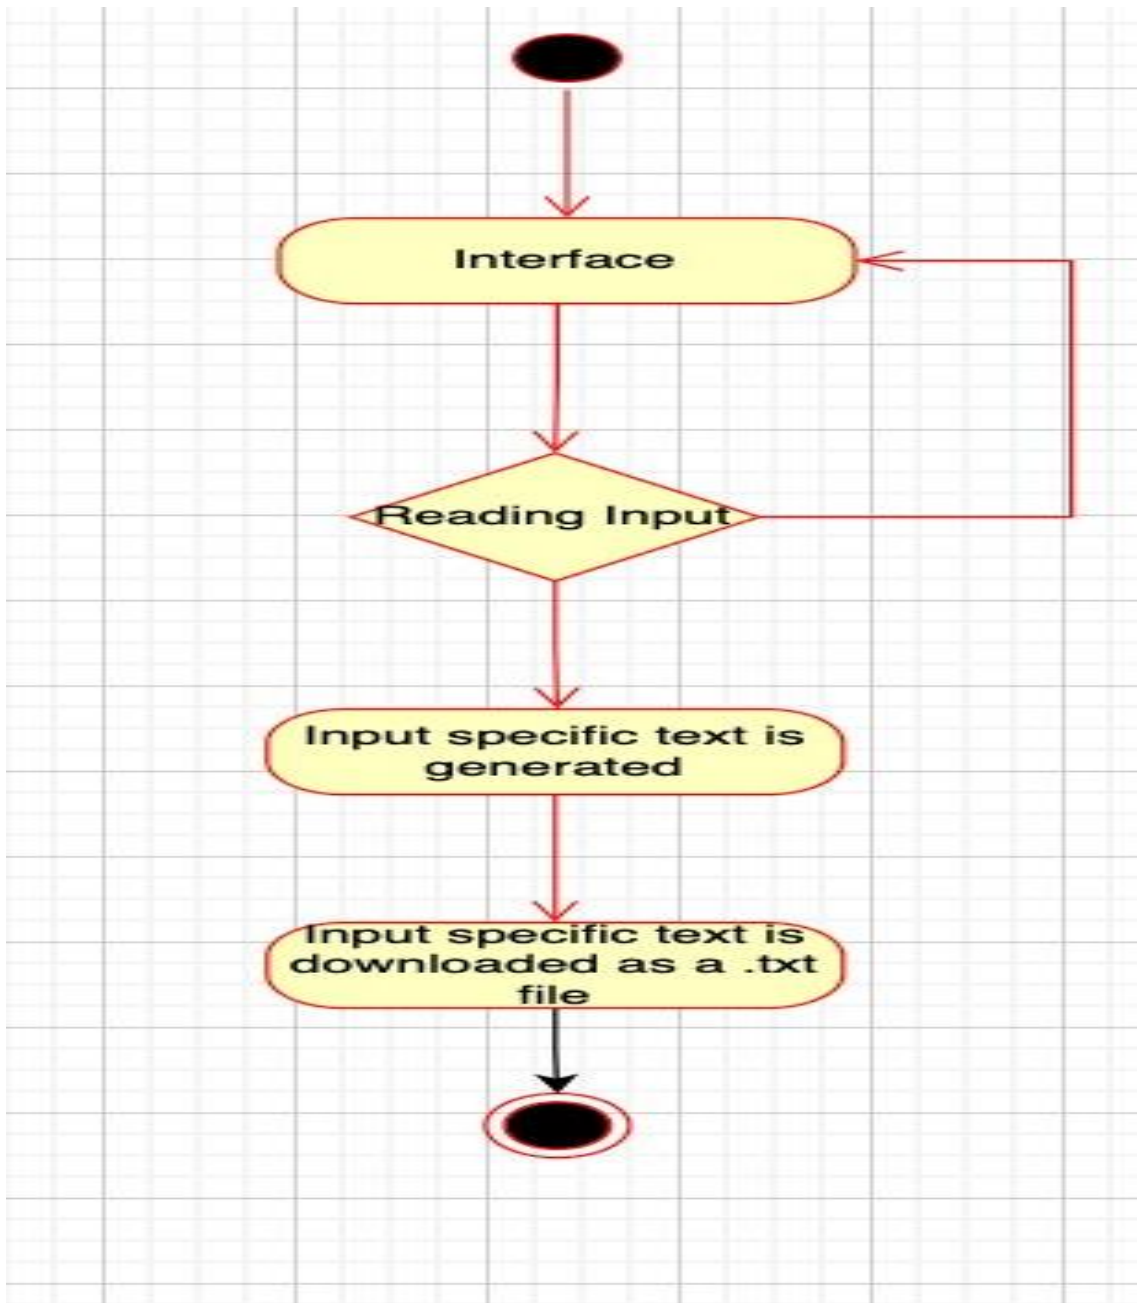 Interface
Reading Input
Input specific text is
generated
Input specific text is
downloaded as a .txt
file